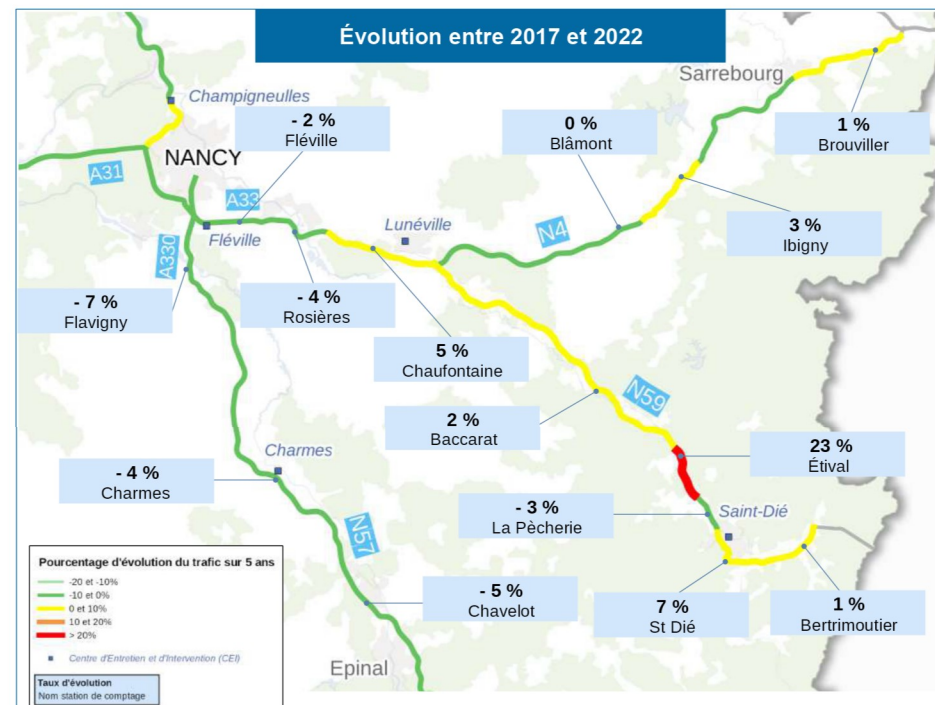 Évolution entre 2017 et 2022
Sarrebourg
Champigneulles
- 2 %
Fléville
0 %
Blâmont
1 %
Brouviller
NANCY
A31
A33
Lunéville
N4
Fléville
3 %
Ibigny
A330
- 7 %
Flavigny
- 4 %
Rosières
5 %
Chaufontaine
N59
2 %
Baccarat
Charmes
23 %
Étival
- 4 %
Charmes
- 3 %
La Pècherie
Saint-Dié
N57
- 5 %
Chavelot
7 %
St Dié
1 %
Bertrimoutier
Epinal
Pourcentage d'évolution du trafic sur 5 ans
-20 et -10%
-10 et 0%
0 et 10%
10 et 20%
> 20%
Centre d'Entretien et d'Intervention (CEI)
Taux d'évolution
Nom station de comptage